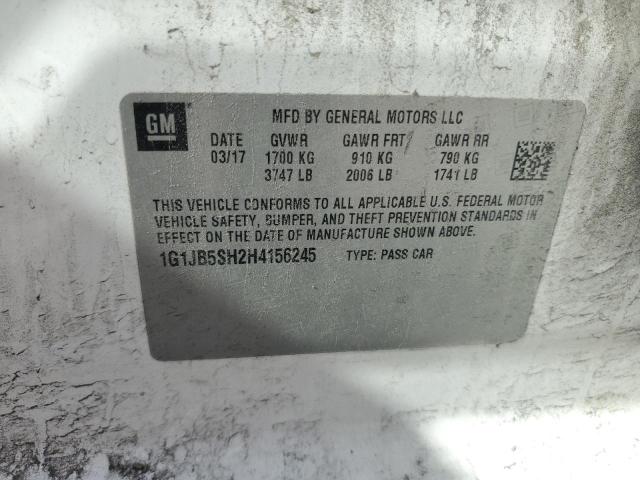 GM
MFD BY GENERAL MOTORS LLC
DATE GVWR GAWR FRT GAWR RR
03/17 1700 KG 910 KG 790 KG
3747 LB 2006 LB 1741 LB
THIS VEHICLE CONFORMS TO ALL APPLICABLE U.S. FEDERAL MOTOR
VEHICLE SAFETY, BUMPER, AND THEFT PREVENTION STANDARDS IN
EFFECT ON THE DATE OF MANUFACTURE SHOWN ABOVE.
1G1JB5SH2H4156245 TYPE: PASS CAR